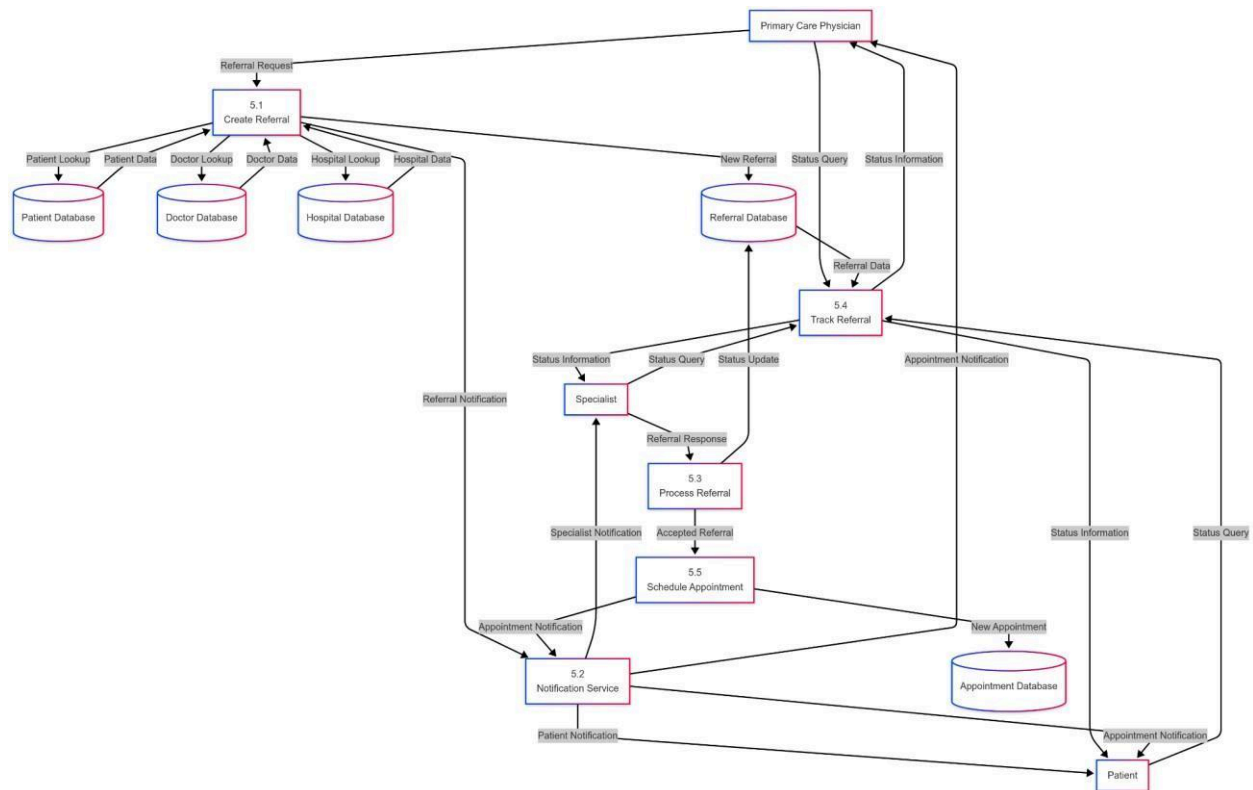 Primary Care Physician
Referral Request
5.1
Create Referral
Patient Lookup
Patient Data
Doctor Lookup
Doctor Data
Hospital Lookup
Hospital Data
New Referral
Status Query
Status Information
Patient Database
Doctor Database
Hospital Database
Referral Database
Referral Data
5.4
Track Referral
Status Information
Status Query
Status Update
Appointment Notification
Specialist
Referral Notification
Referral Response
5.3
Process Referral
Specialist Notification
Accepted Referral
Status Information
Status Query
5.5
Schedule Appointment
Appointment Notification
New Appointment
5.2
Notification Service
Appointment Database
Patient Notification
Appointment Notification
Patient